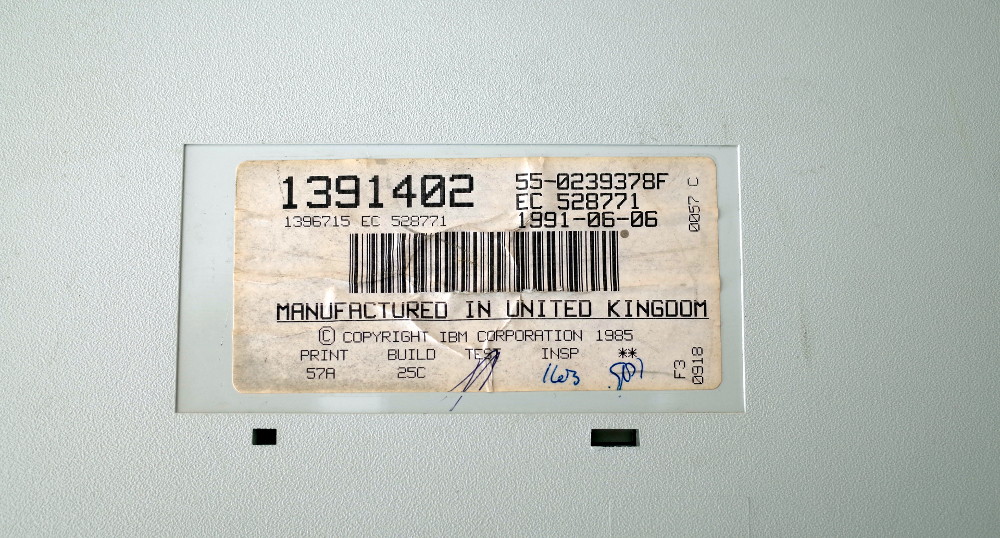 1391402
1396715 EC 528771
55-0239378F
EC 528771
1991-06-06
0057 C
MANUFACTURED IN UNITED KINGDOM
© COPYRIGHT IBM CORPORATION 1985
PRINT BUILD TEST INSP **
57A 25C
F3
0918